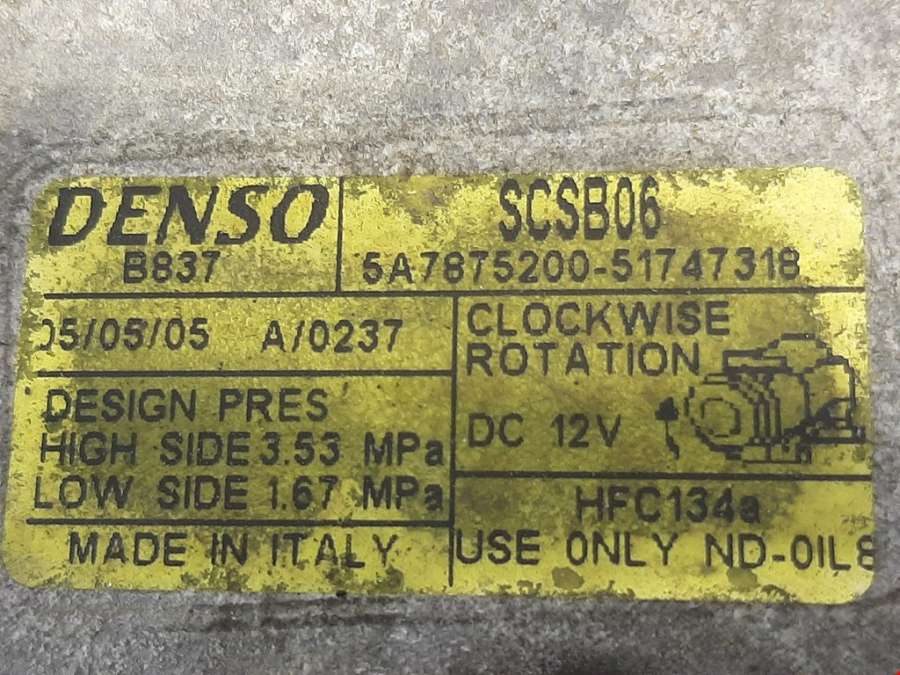 DENSO
B837
SCSB06
5A7875200-51747318
05/05/05 A/0237
DESIGN PRES
HIGH SIDE 3.53 MPa
LOW SIDE 1.67 MPa
MADE IN ITALY
CLOCKWISE
ROTATION
DC 12V
HFC134a
USE ONLY ND-OIL8